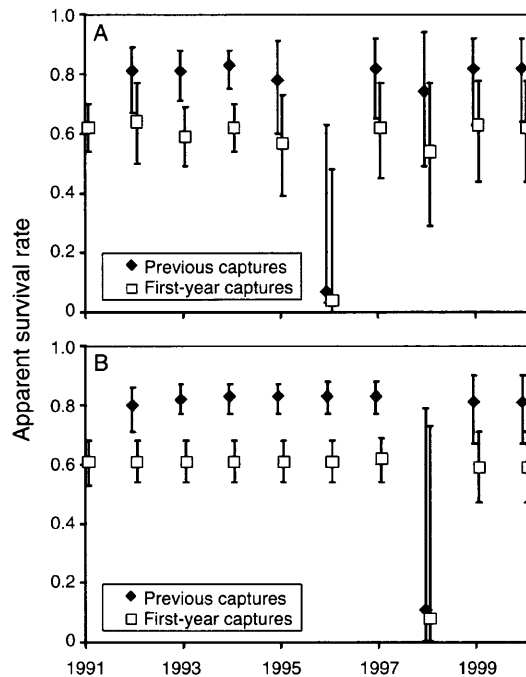 A
1.0
0.8
0.6
0.4
0.2
0
Previous captures
First-year captures
Apparent survival rate
B
1.0
0.8
0.6
0.4
0.2
0
Previous captures
First-year captures
1991 1993 1995 1997 1999